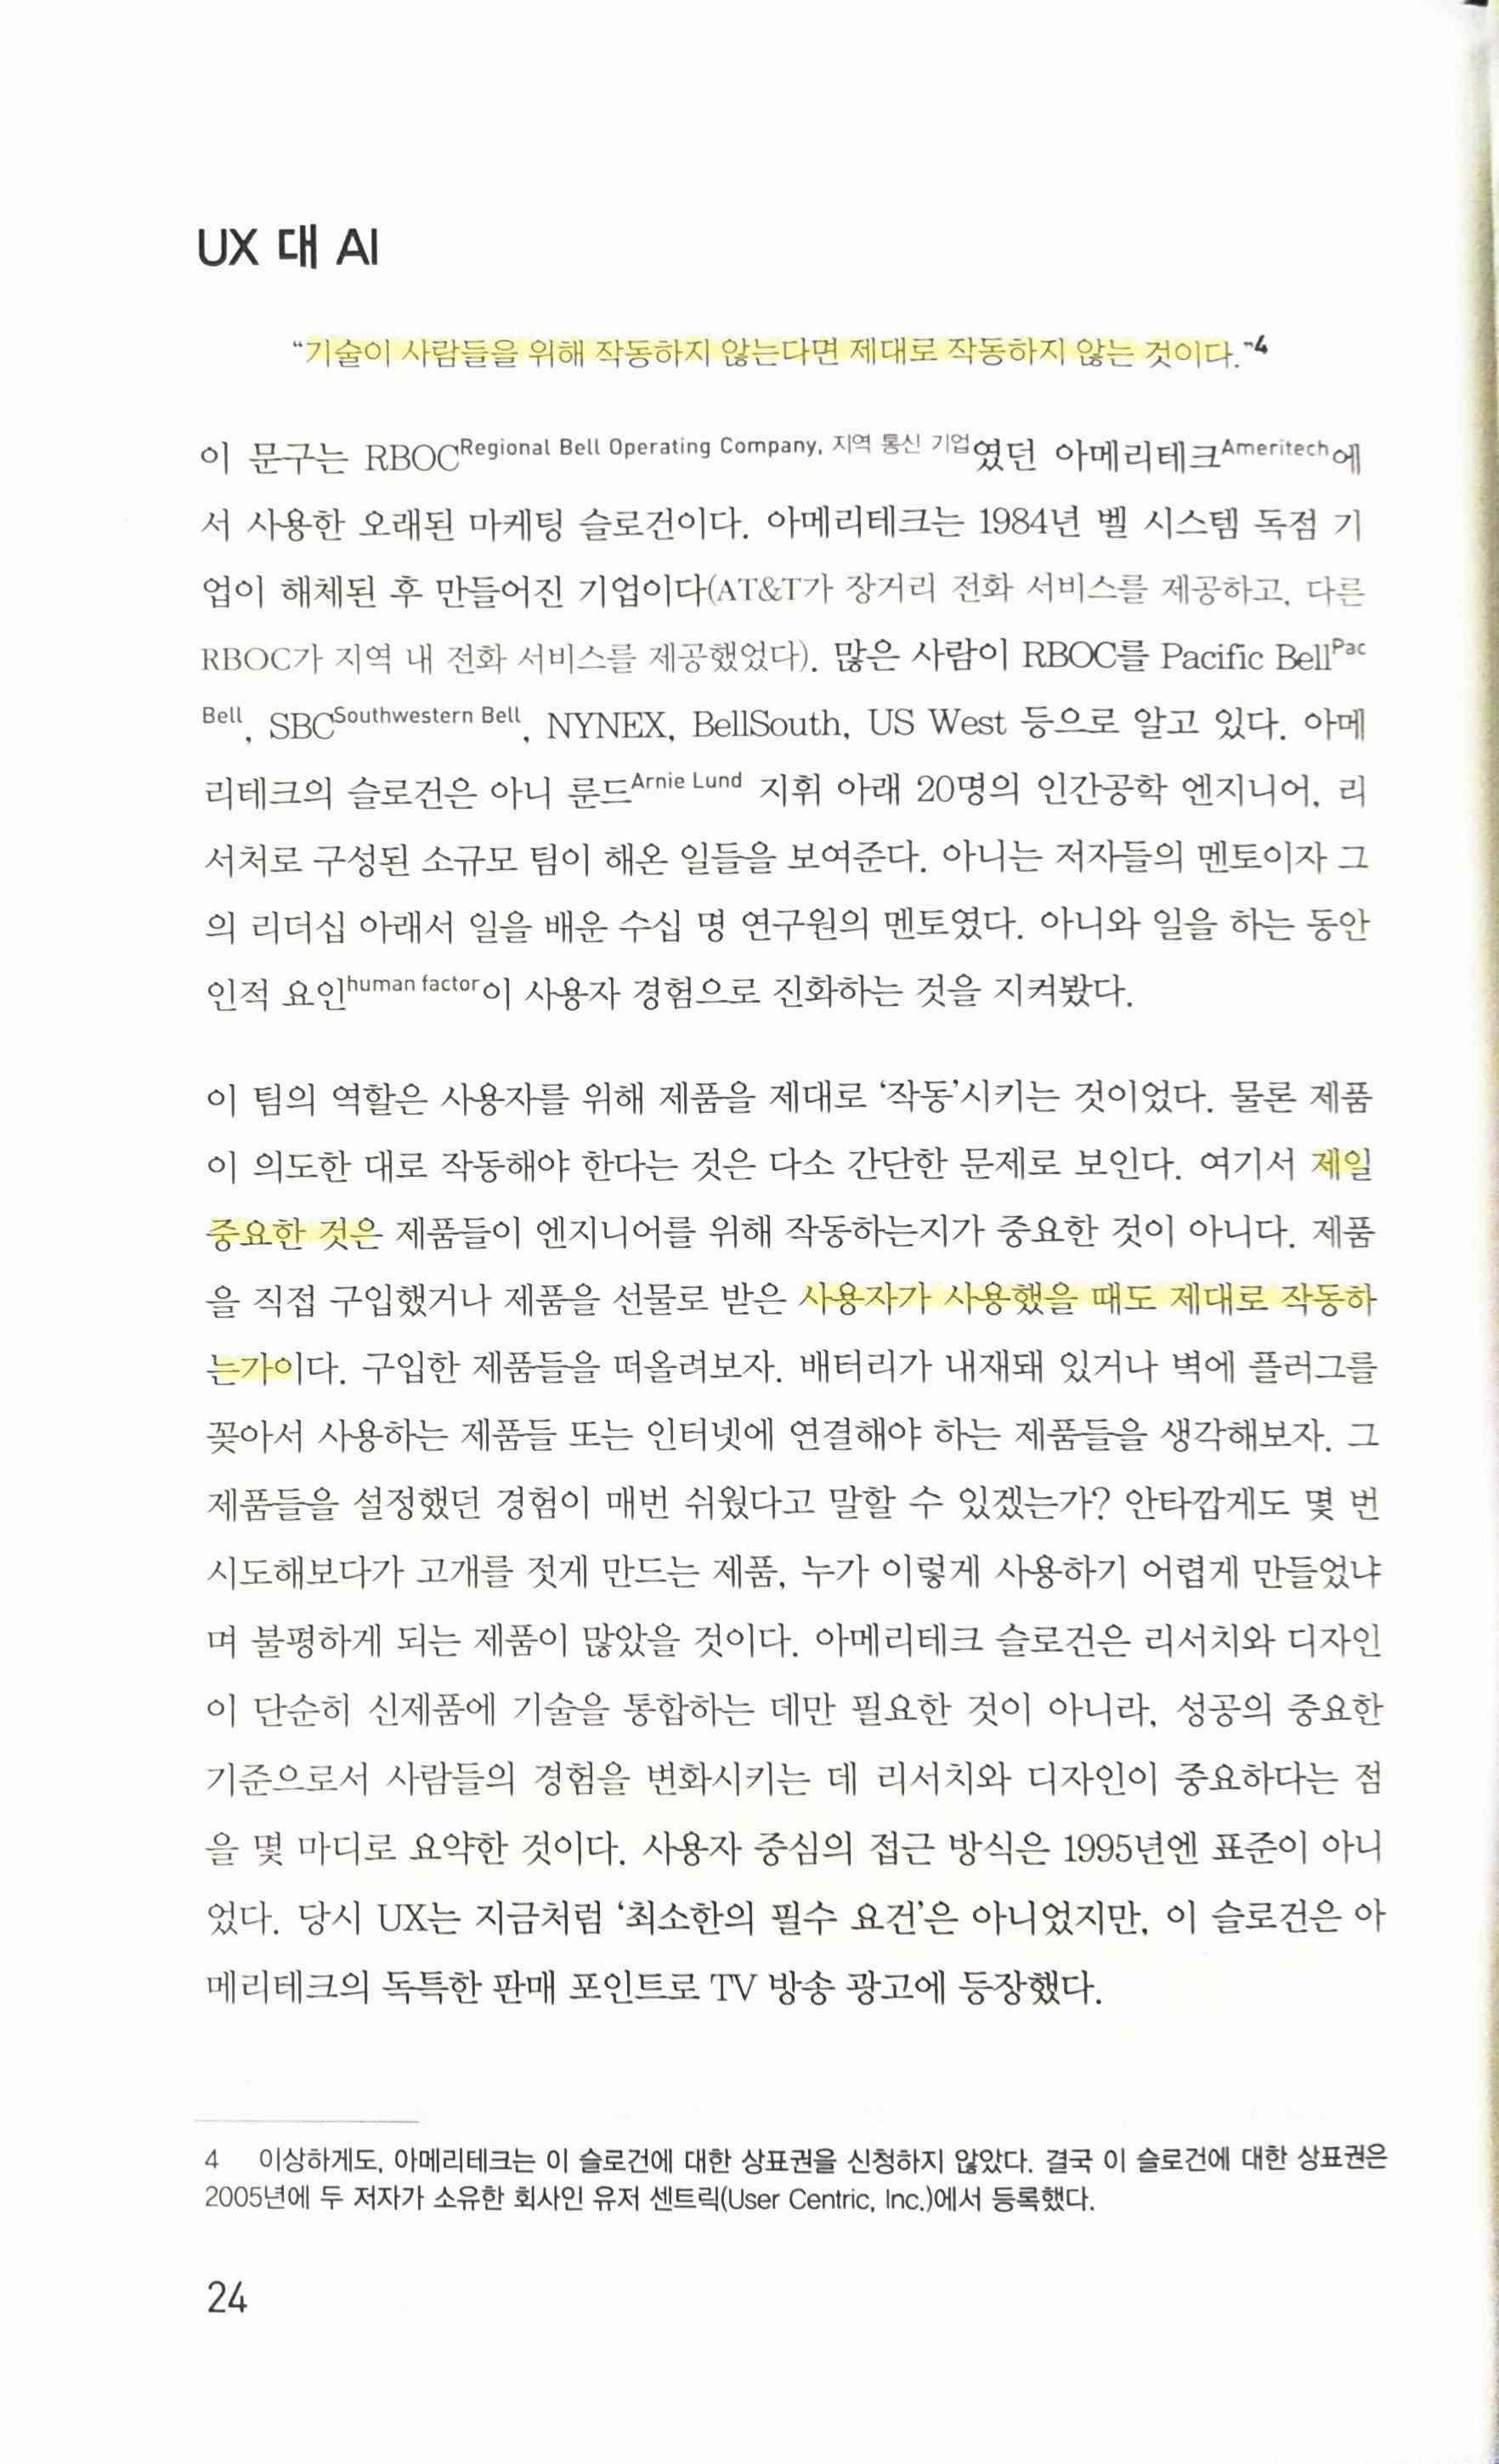 UX 대 AI
“기술이 사람들을 위해 작동하지 않는다면 제대로 작동하지 않는 것이다.”4
이 문구는 RBOCRegional Bell Operating Company, 지역 통신 기업였던 아메리테크Ameritech에
서 사용한 오래된 마케팅 슬로건이다. 아메리테크는 1984년 벨 시스템 독점 기
업이 해체된 후 만들어진 기업이다(AT&T가 장거리 전화 서비스를 제공하고, 다른
RBOC가 지역 내 전화 서비스를 제공했었다). 많은 사람이 RBOC를 Pacific BellPac
Bell, SBCSouthwestern Bell, NYNEX, BellSouth, US West 등으로 알고 있다. 아메
리테크의 슬로건은 아니 룬드Arnie Lund 지휘 아래 20명의 인간공학 엔지니어, 리
서처로 구성된 소규모 팀이 해온 일들을 보여준다. 아니는 저자들의 멘토이자 그
의 리더십 아래서 일을 배운 수십 명 연구원의 멘토였다. 아니와 일을 하는 동안
인적 요인human factor이 사용자 경험으로 진화하는 것을 지켜봤다.
이 팀의 역할은 사용자를 위해 제품을 제대로 ‘작동’시키는 것이었다. 물론 제품
이 의도한 대로 작동해야 한다는 것은 다소 간단한 문제로 보인다. 여기서 제일
중요한 것은 제품들이 엔지니어를 위해 작동하는지가 중요한 것이 아니다. 제품
을 직접 구입했거나 제품을 선물로 받은 사용자가 사용했을 때도 제대로 작동하
는가이다. 구입한 제품들을 떠올려보자. 배터리가 내재돼 있거나 벽에 플러그를
꽂아서 사용하는 제품들 또는 인터넷에 연결해야 하는 제품들을 생각해보자. 그
제품들을 설정했던 경험이 매번 쉬웠다고 말할 수 있겠는가? 안타깝게도 몇 번
시도해보다가 고개를 젓게 만드는 제품, 누가 이렇게 사용하기 어렵게 만들었냐
며 불평하게 되는 제품이 많았을 것이다. 아메리테크 슬로건은 리서치와 디자인
이 단순히 신제품에 기술을 통합하는 데만 필요한 것이 아니라, 성공의 중요한
기준으로서 사람들의 경험을 변화시키는 데 리서치와 디자인이 중요하다는 점
을 몇 마디로 요약한 것이다. 사용자 중심의 접근 방식은 1995년엔 표준이 아니
었다. 당시 UX는 지금처럼 ‘최소한의 필수 요건’은 아니었지만, 이 슬로건은 아
메리테크의 독특한 판매 포인트로 TV 방송 광고에 등장했다.
4 이상하게도, 아메리테크는 이 슬로건에 대한 상표권을 신청하지 않았다. 결국 이 슬로건에 대한 상표권은
2005년에 두 저자가 소유한 회사인 유저 센트릭(User Centric, Inc.)에서 등록했다.
24